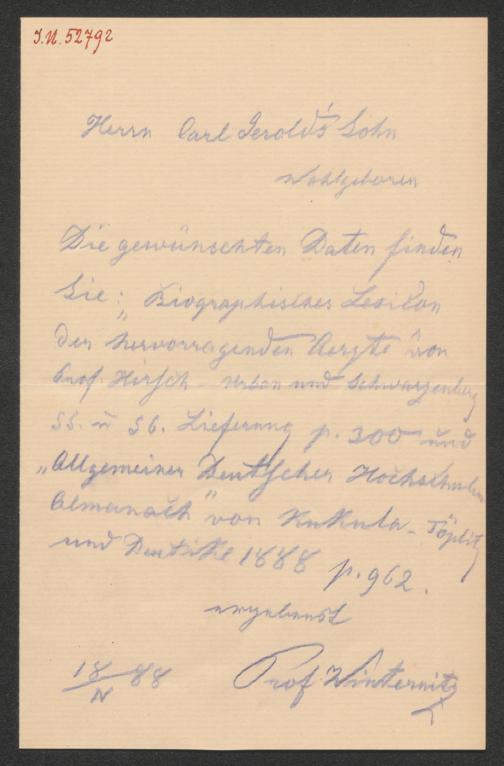 J.N. 52792
Herrn Carl Gerold's Sohn
Wohlgeboren
Die gewünschten Daten finden
Sie: „Biographisches Lexikon
der hervorragenden Aerzte" von
Prof. Hirsch - Urban und Schwarzenberg
55. u 56. Lieferung p. 300 und
„Allgemeiner Deutscher Hochschulen
Almanach" von Kukula - Töplitz
und Deutike 1888 p. 962.
ergebenst
18/IV 88 Prof Winternitz